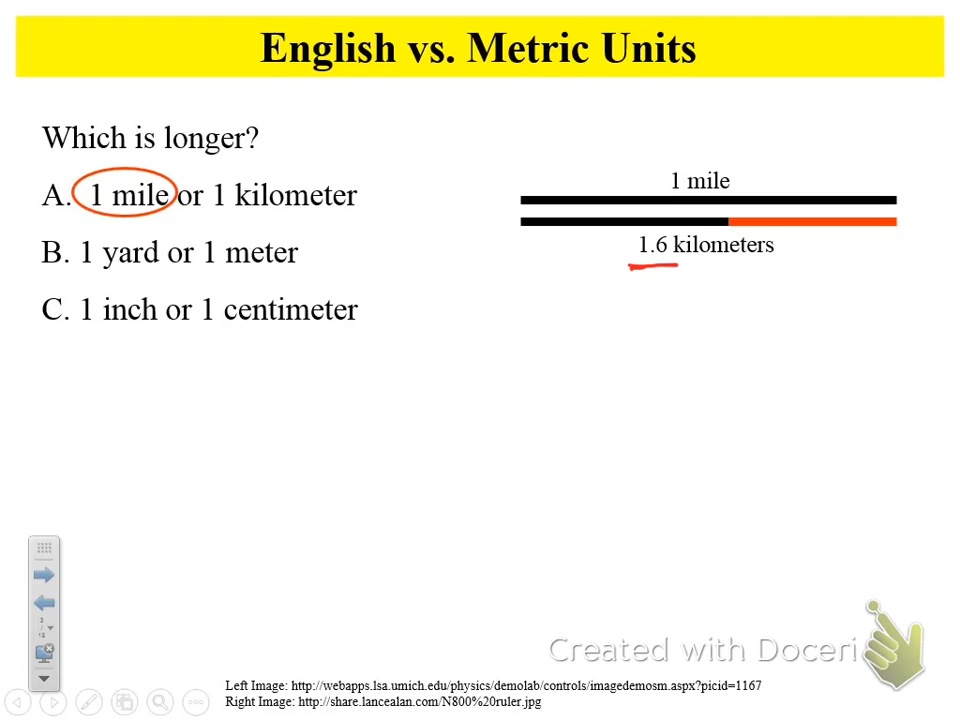 English vs. Metric Units
Which is longer?
A. 1 mile or 1 kilometer
B. 1 yard or 1 meter
C. 1 inch or 1 centimeter
1 mile
1.6 kilometers
3
/
18
Created with Doceri
Left Image: http://webapps.lsa.umich.edu/physics/demolab/controls/imagedemosm.aspx?picid=1167
Right Image: http://share.lancealan.com/N800%20ruler.jpg